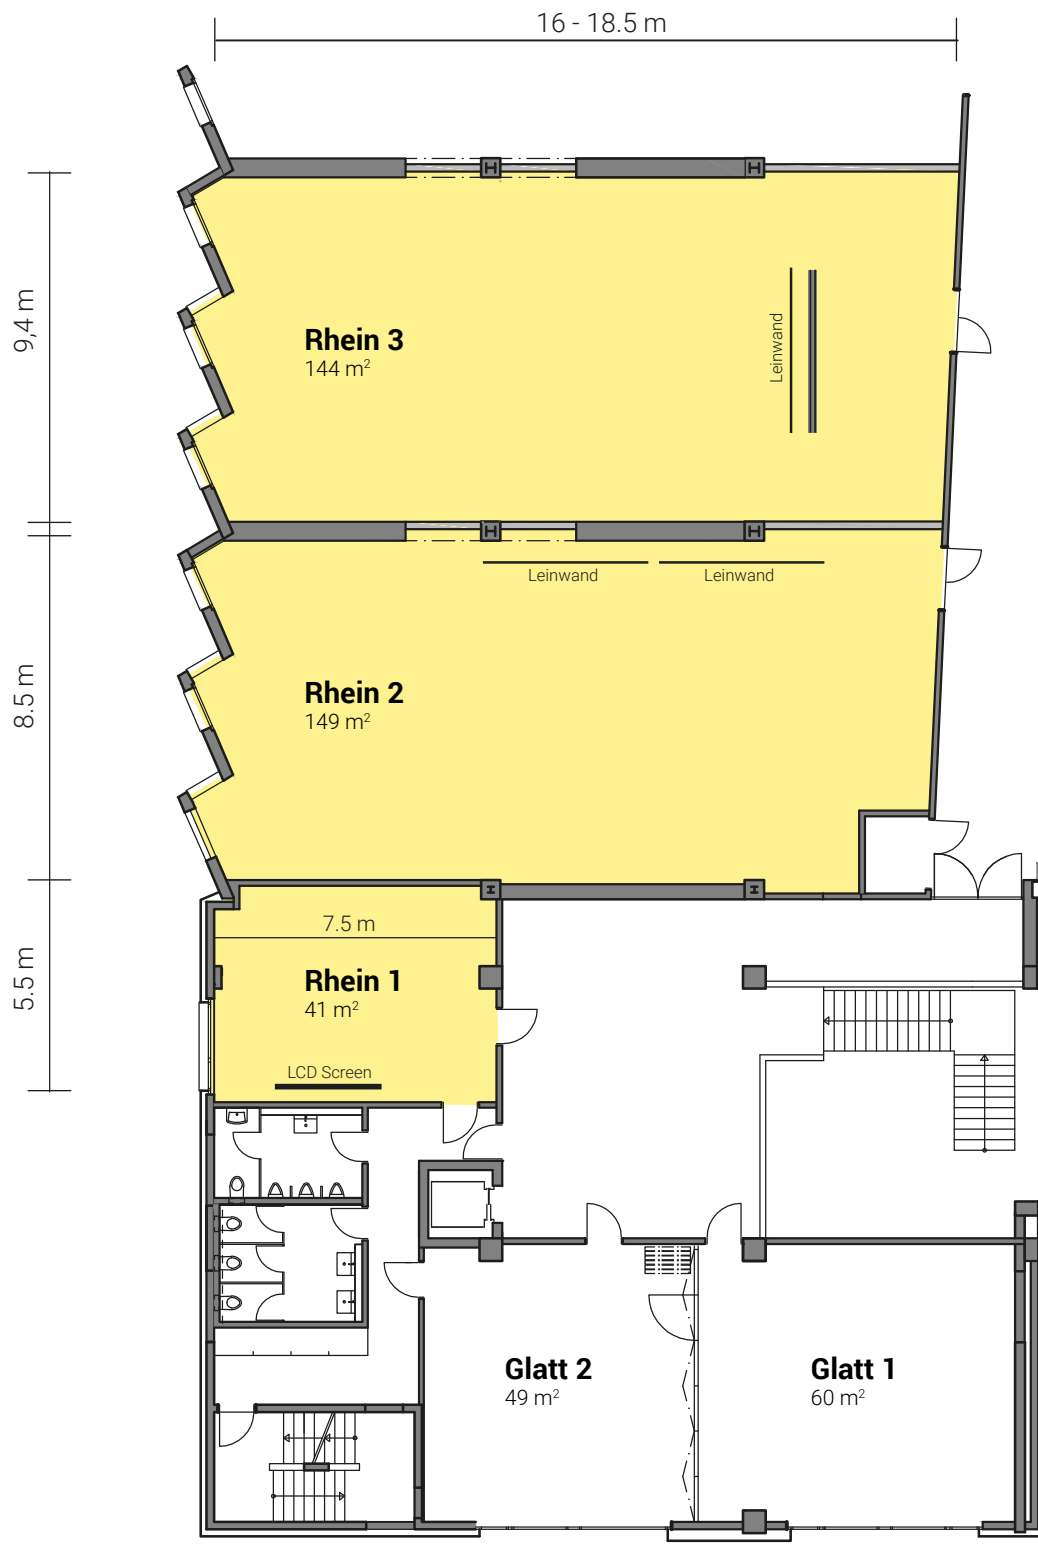 16 - 18.5 m
9,4 m
Rhein 3
144 m²
Leinwand
Leinwand
Leinwand
8.5 m
Rhein 2
149 m²
7.5 m
5.5 m
Rhein 1
41 m²
LCD Screen
Glatt 2
49 m²
Glatt 1
60 m²